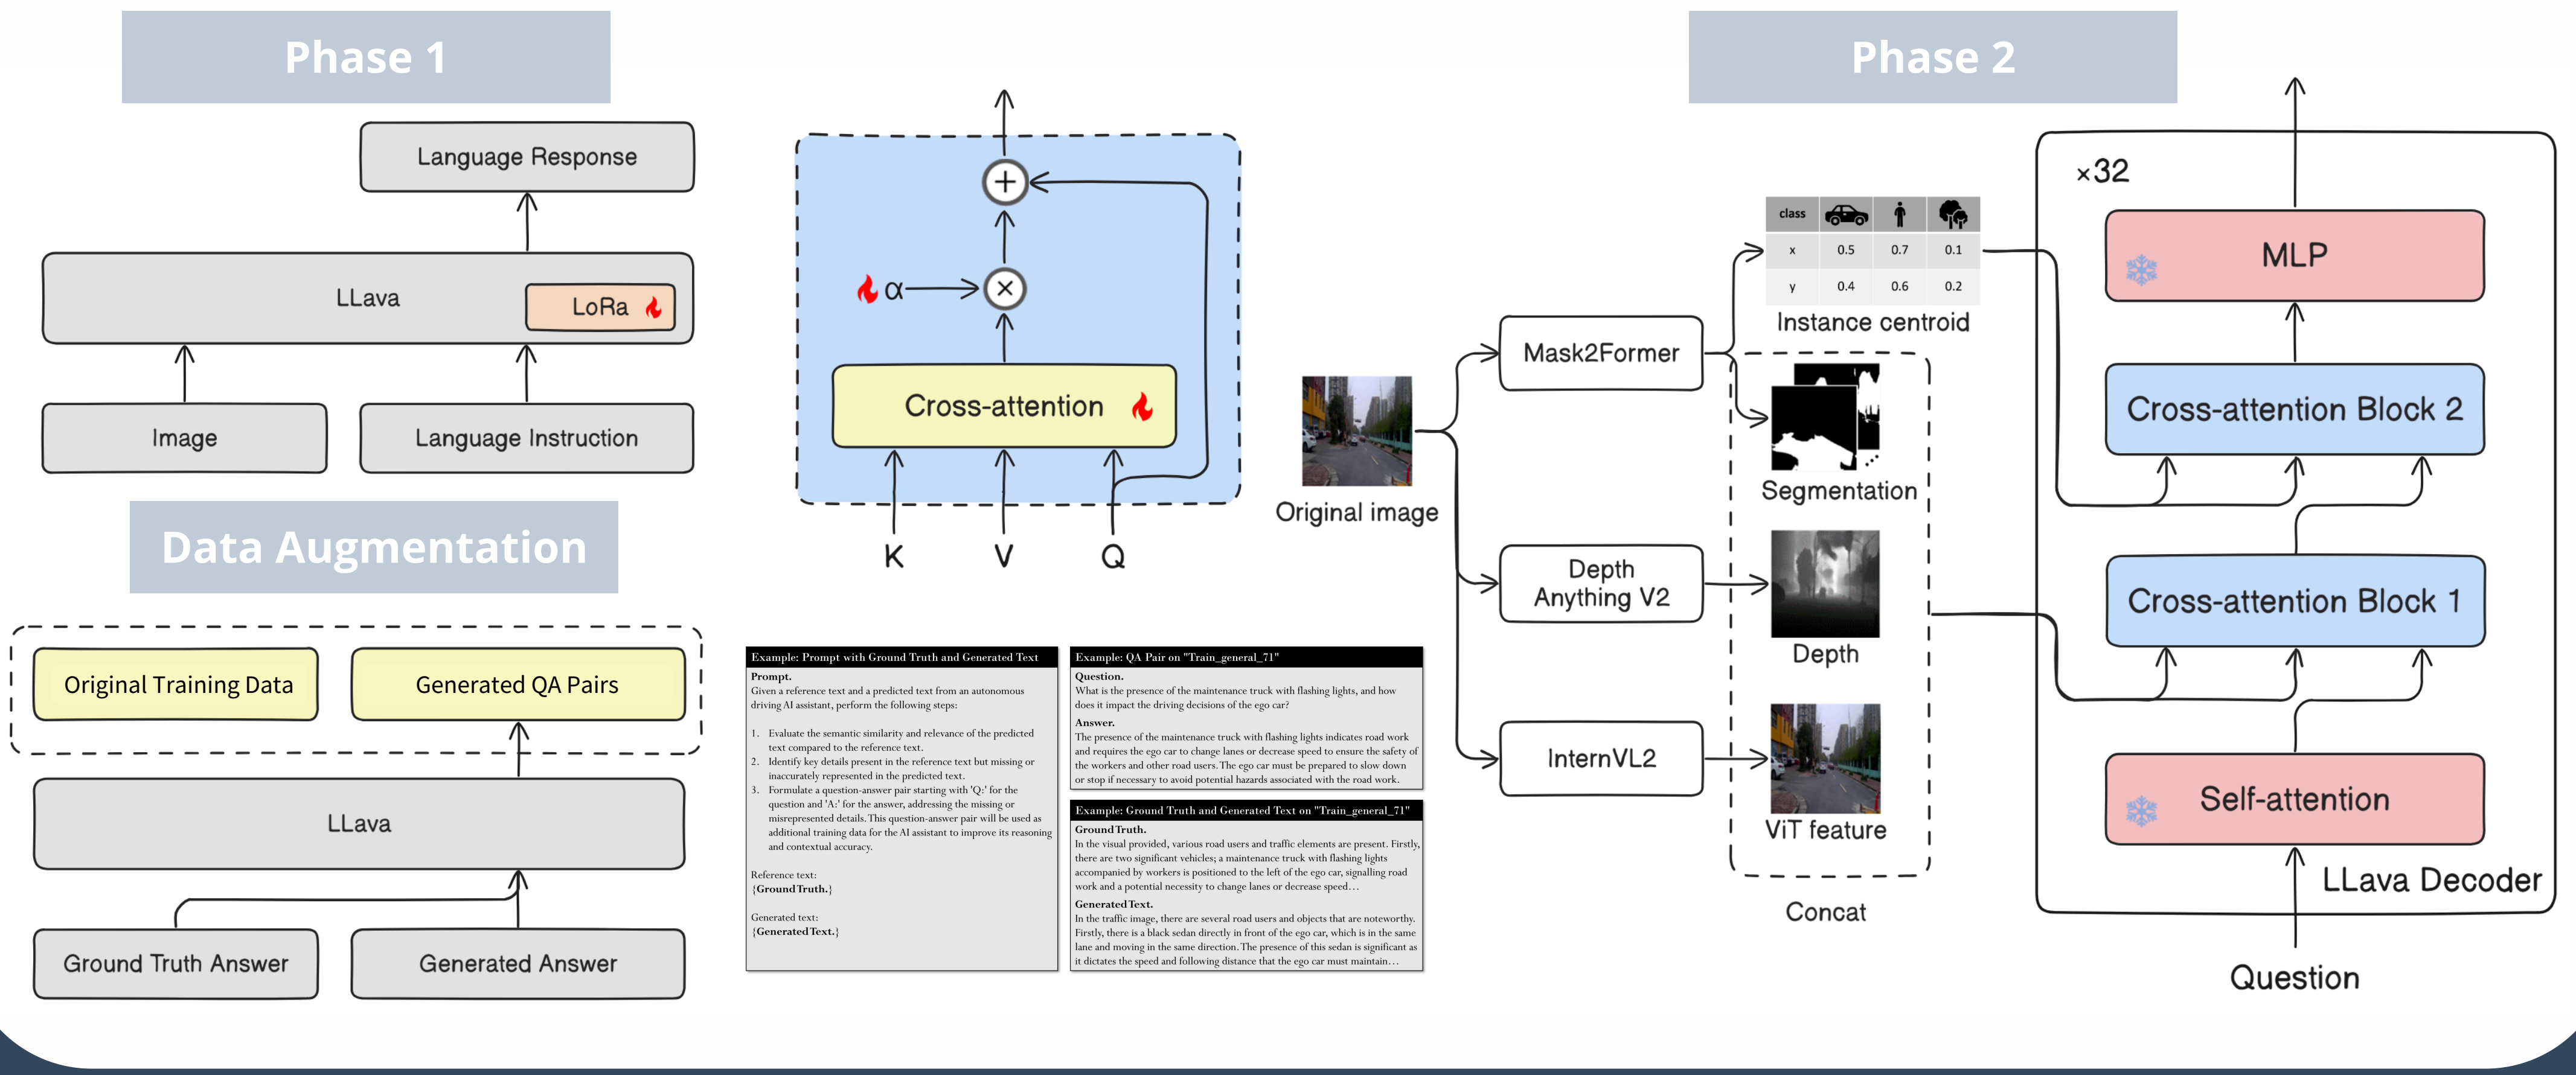 Phase 1
Language Response
LLava
LoRa
Image
Language Instruction
Data Augmentation
Original Training Data
Generated QA Pairs
LLava
Ground Truth Answer
Generated Answer
+
α
×
Cross-attention
K
V
Q
Example: Prompt with Ground Truth and Generated Text
Prompt.
Given a reference text and a predicted text from an autonomous
driving AI assistant, perform the following steps:
1. Evaluate the semantic similarity and relevance of the predicted
text compared to the reference text.
2. Identify key details present in the reference text but missing or
inaccurately represented in the predicted text.
3. Formulate a question-answer pair starting with 'Q:' for the
question and 'A:' for the answer, addressing the missing or
misrepresented details. This question-answer pair will be used as
additional training data for the AI assistant to improve its reasoning
and contextual accuracy.
Reference text:
{Ground Truth.}
Generated text:
{Generated Text.}
Example: QA Pair on "Train_general_71"
Question.
What is the presence of the maintenance truck with flashing lights, and how
does it impact the driving decisions of the ego car?
Answer.
The presence of the maintenance truck with flashing lights indicates road work
and requires the ego car to change lanes or decrease speed to ensure the safety of
the workers and other road users. The ego car must be prepared to slow down
or stop if necessary to avoid potential hazards associated with the road work.
Example: Ground Truth and Generated Text on "Train_general_71"
Ground Truth.
In the visual provided, various road users and traffic elements are present. Firstly,
there are two significant vehicles; a maintenance truck with flashing lights
accompanied by workers is positioned to the left of the ego car, signalling road
work and a potential necessity to change lanes or decrease speed…
Generated Text.
In the traffic image, there are several road users and objects that are noteworthy.
Firstly, there is a black sedan directly in front of the ego car, which is in the same
lane and moving in the same direction. The presence of this sedan is significant as
it dictates the speed and following distance that the ego car must maintain…
Phase 2
Original image
Mask2Former
Depth
Anything V2
InternVL2
class
x 0.5 0.7 0.1
y 0.4 0.6 0.2
Instance centroid
Segmentation
Depth
ViT feature
Concat
×32
MLP
Cross-attention Block 2
Cross-attention Block 1
Self-attention
LLava Decoder
Question